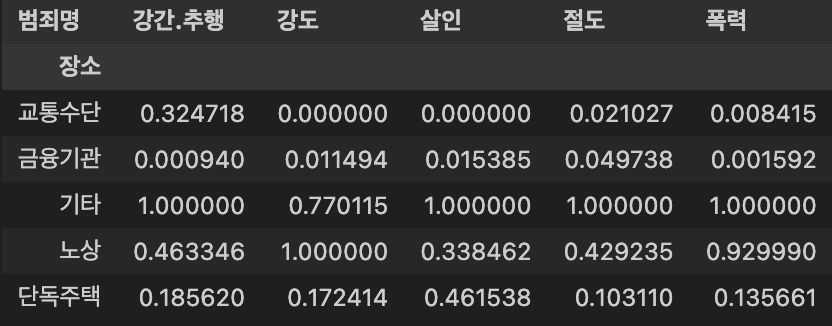 범죄명 강간.추행 강도 살인 절도 폭력
장소
교통수단 0.324718 0.000000 0.000000 0.021027 0.008415
금융기관 0.000940 0.011494 0.015385 0.049738 0.001592
기타 1.000000 0.770115 1.000000 1.000000 1.000000
노상 0.463346 1.000000 0.338462 0.429235 0.929990
단독주택 0.185620 0.172414 0.461538 0.103110 0.135661